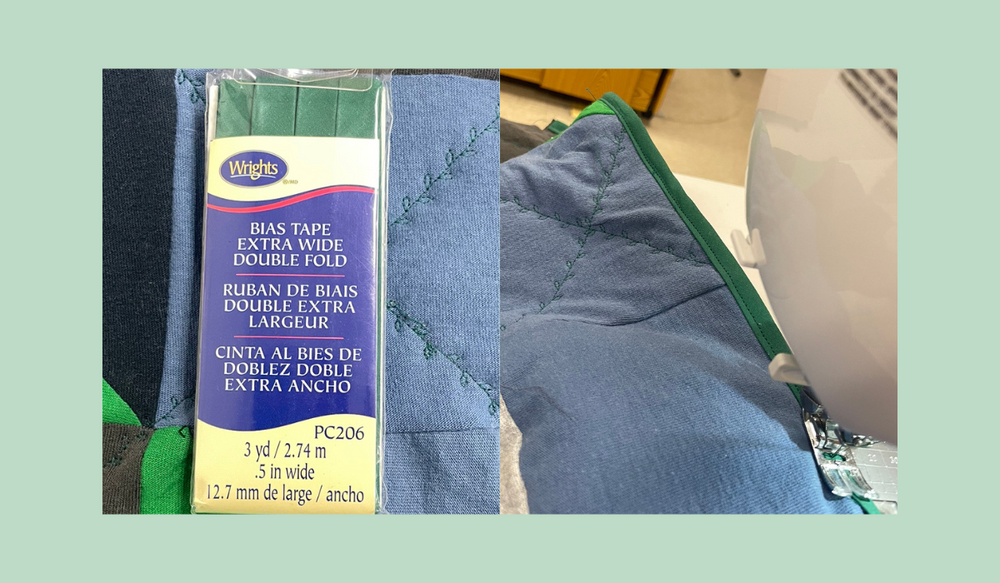 Wrights
BIAS TAPE
EXTRA WIDE
DOUBLE FOLD
RUBAN DE BIAIS
DOUBLE EXTRA
LARGEUR
CINTA AL BIES DE
DOBLEZ DOBLE
EXTRA ANCHO
PC206
3 yd / 2.74 m
.5 in wide
12.7 mm de large / ancho